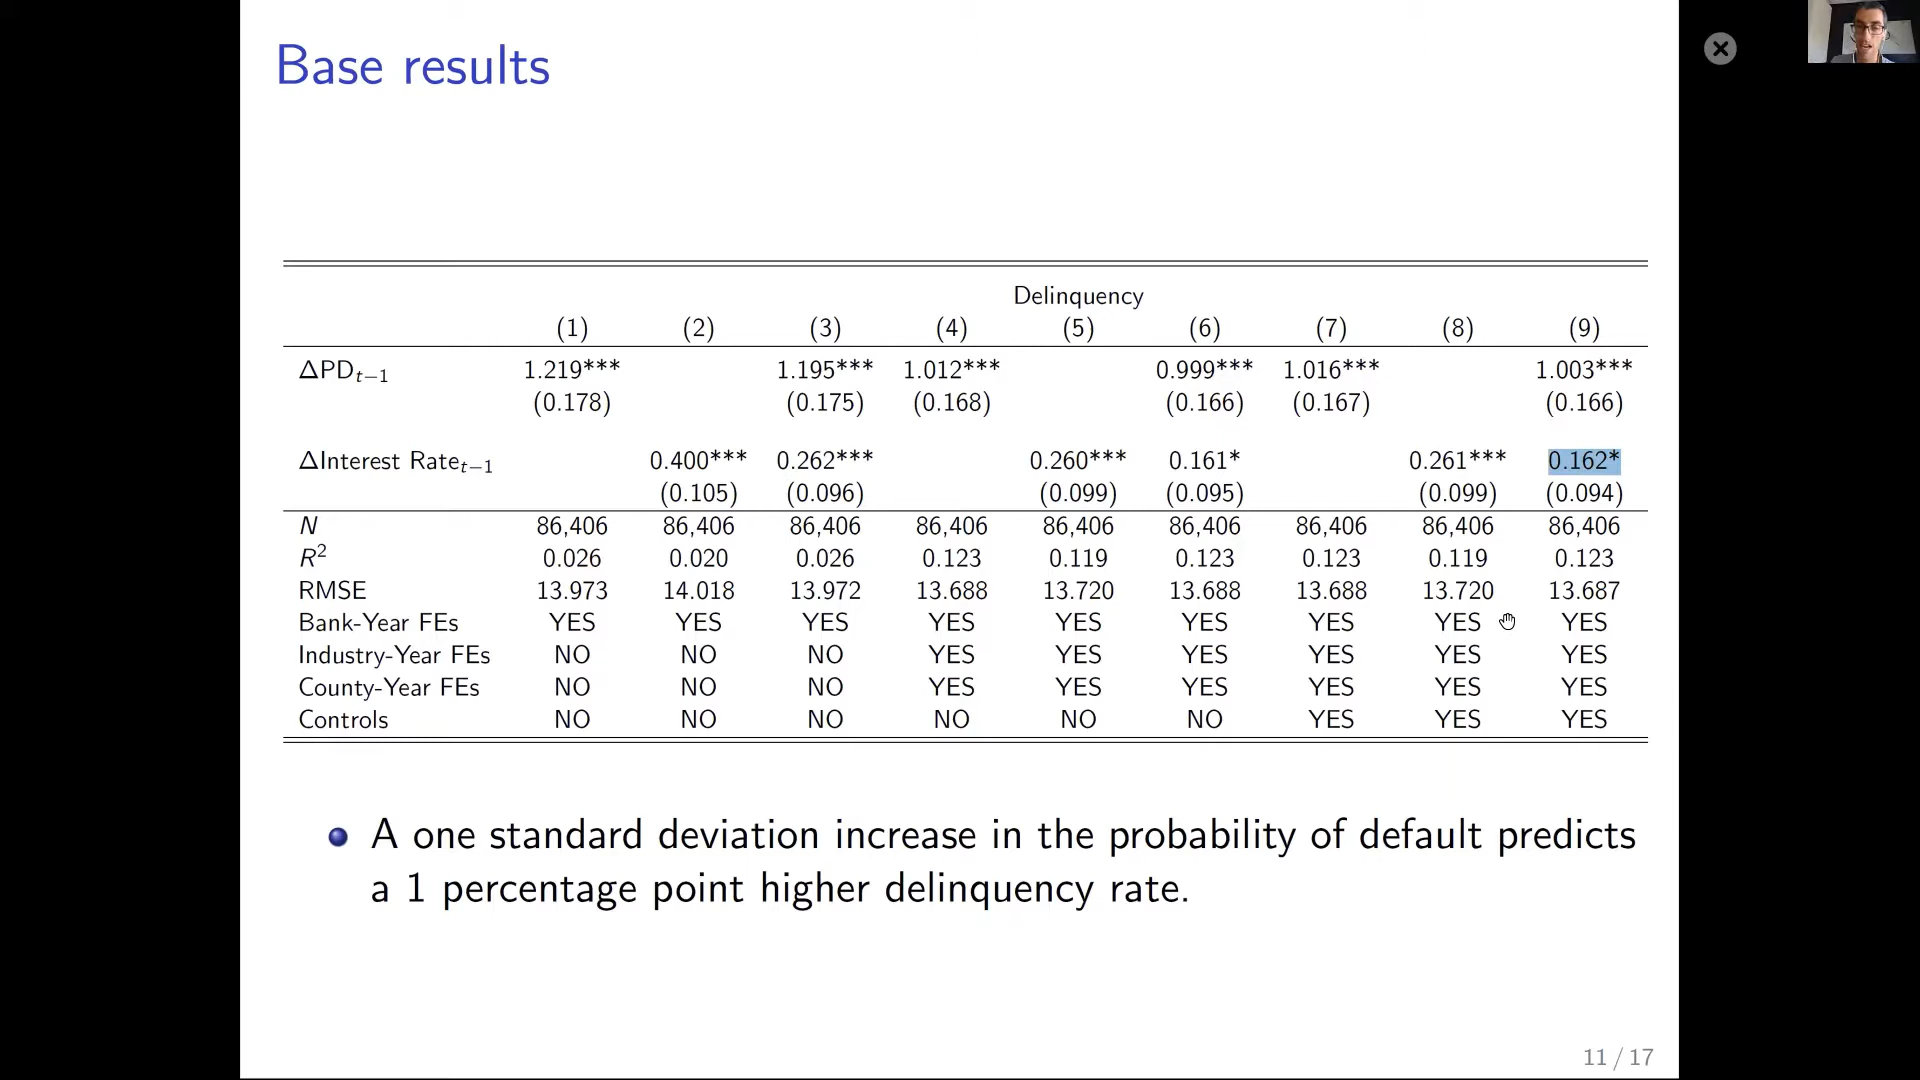 Base results
Delinquency
(1) (2) (3) (4) (5) (6) (7) (8) (9)
ΔPDt−1 1.219*** 1.195*** 1.012*** 0.999*** 1.016*** 1.003***
(0.178) (0.175) (0.168) (0.166) (0.167) (0.166)
ΔInterest Ratet−1 0.400*** 0.262*** 0.260*** 0.161* 0.261*** 0.162*
(0.105) (0.096) (0.099) (0.095) (0.099) (0.094)
N 86,406 86,406 86,406 86,406 86,406 86,406 86,406 86,406 86,406
R2 0.026 0.020 0.026 0.123 0.119 0.123 0.123 0.119 0.123
RMSE 13.973 14.018 13.972 13.688 13.720 13.688 13.688 13.720 13.687
Bank-Year FEs YES YES YES YES YES YES YES YES YES
Industry-Year FEs NO NO NO YES YES YES YES YES YES
County-Year FEs NO NO NO YES YES YES YES YES YES
Controls NO NO NO NO NO NO YES YES YES
A one standard deviation increase in the probability of default predicts
a 1 percentage point higher delinquency rate.
11 / 17